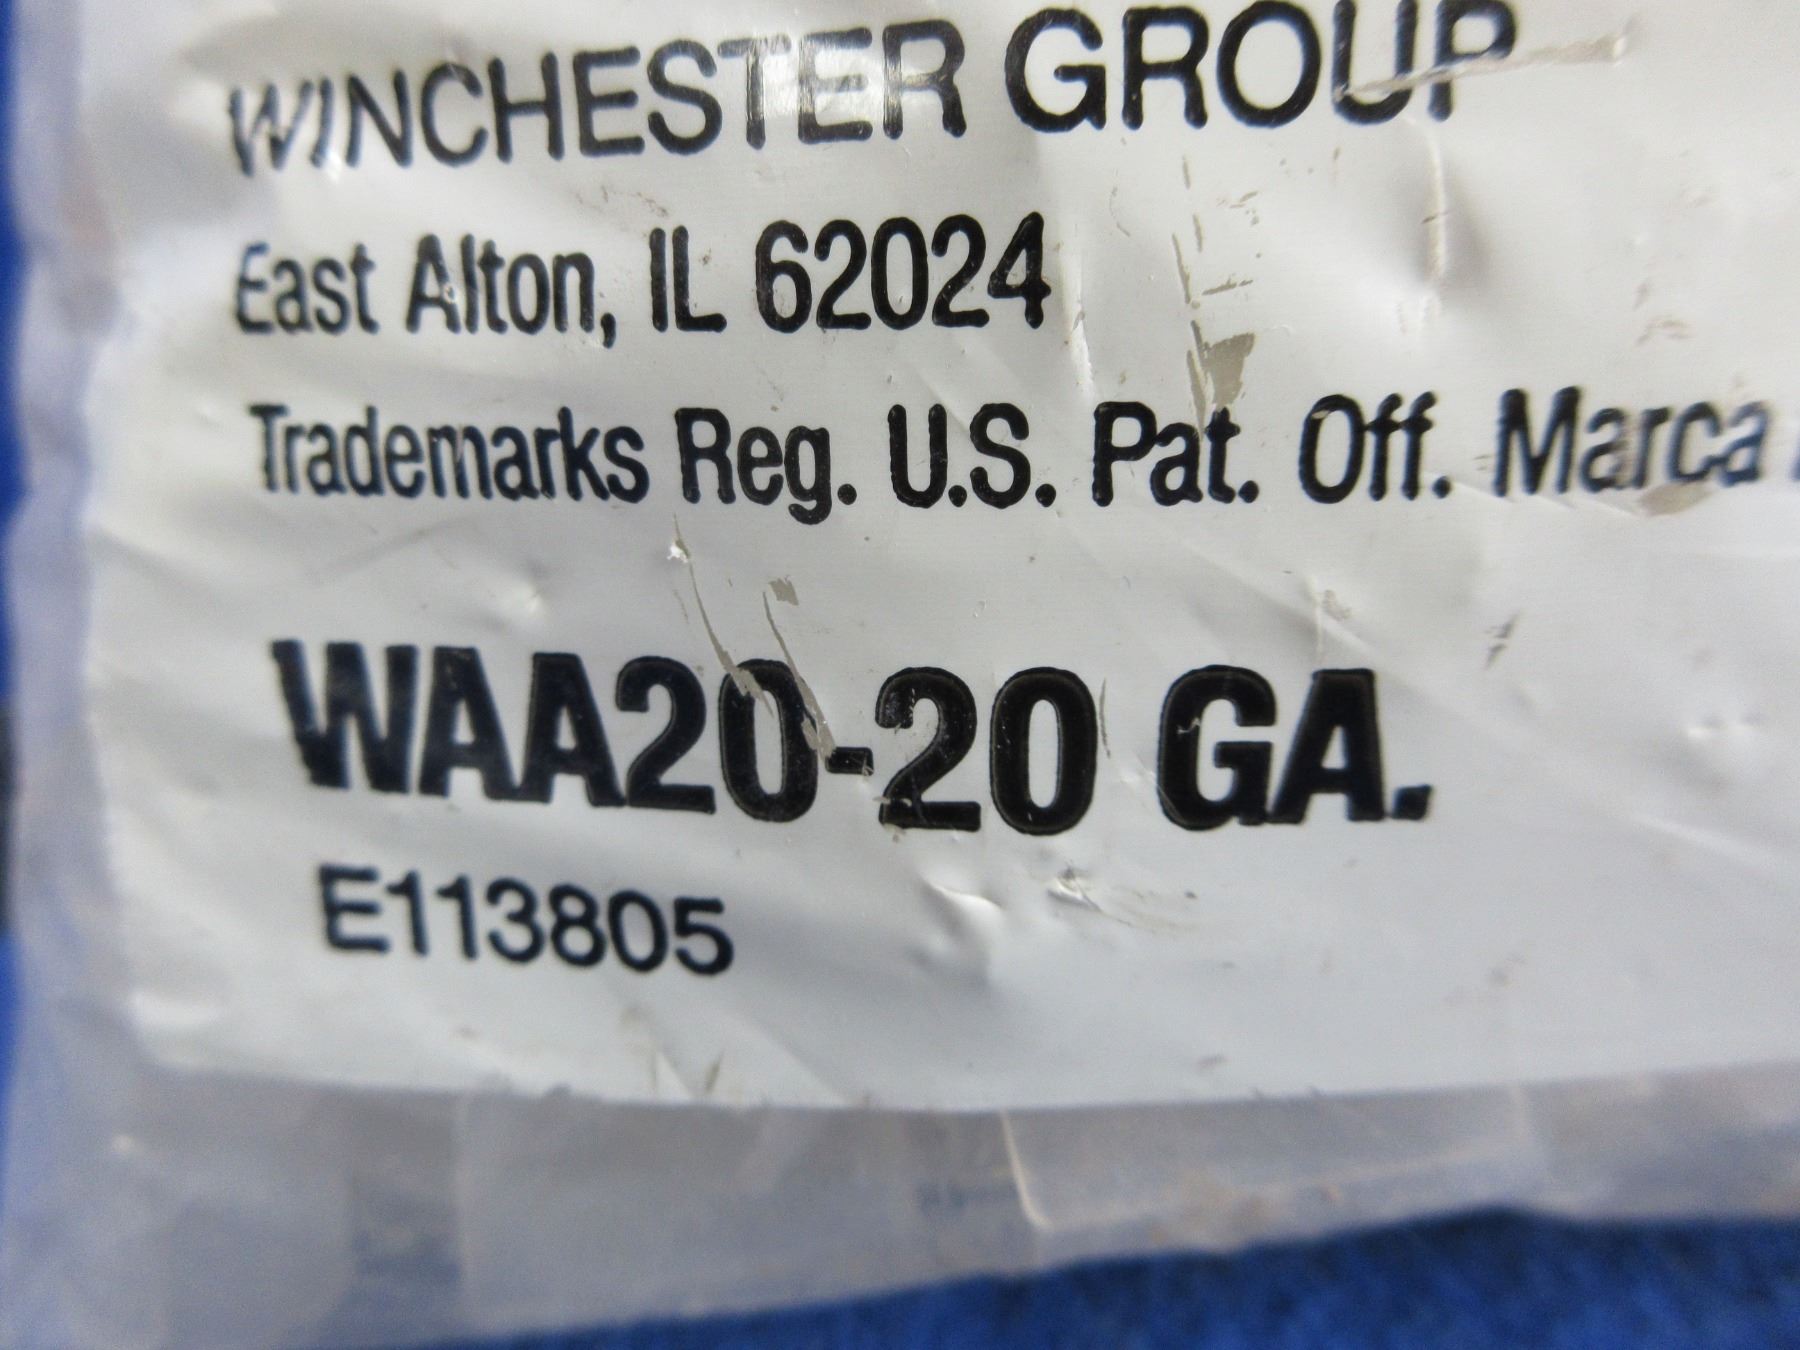 WINCHESTER GROUP
East Alton, IL 62024
Trademarks Reg. U.S. Pat. Off. Marca
WAA20-20 GA.
E113805